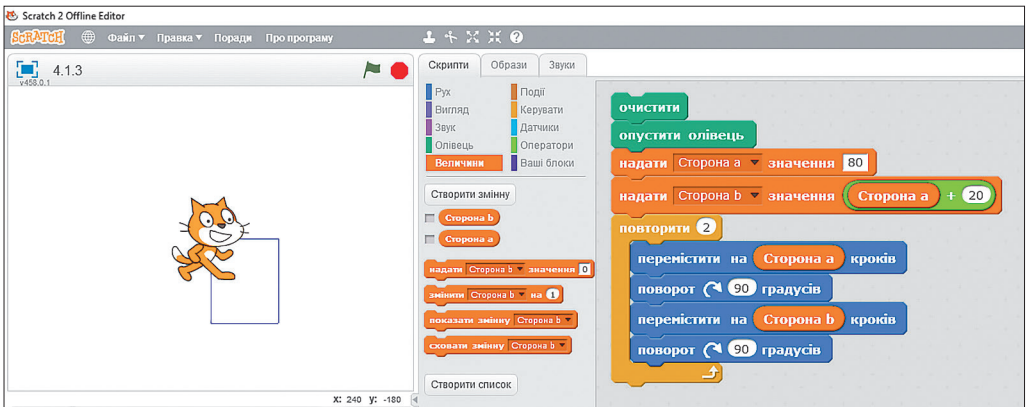 Scratch 2 Offline Editor
SCRATCH Файл Правка Поради Про програму
4.1.3
v458.0.1
X: 240 y: -180
Скрипти Образи Звуки
Рух Події
Вигляд Керувати
Звук Датчики
Олівець Оператори
Величини Ваші блоки
Створити змінну
Сторона b
Сторона a
надати Сторона b значення 0
змінити Сторона b на 1
показати змінну Сторона b
сховати змінну Сторона b
Створити список
очистити
опустити олівець
надати Сторона a значення 80
надати Сторона b значення Сторона a + 20
повторити 2
перемістити на Сторона a кроків
поворот 90 градусів
перемістити на Сторона b кроків
поворот 90 градусів